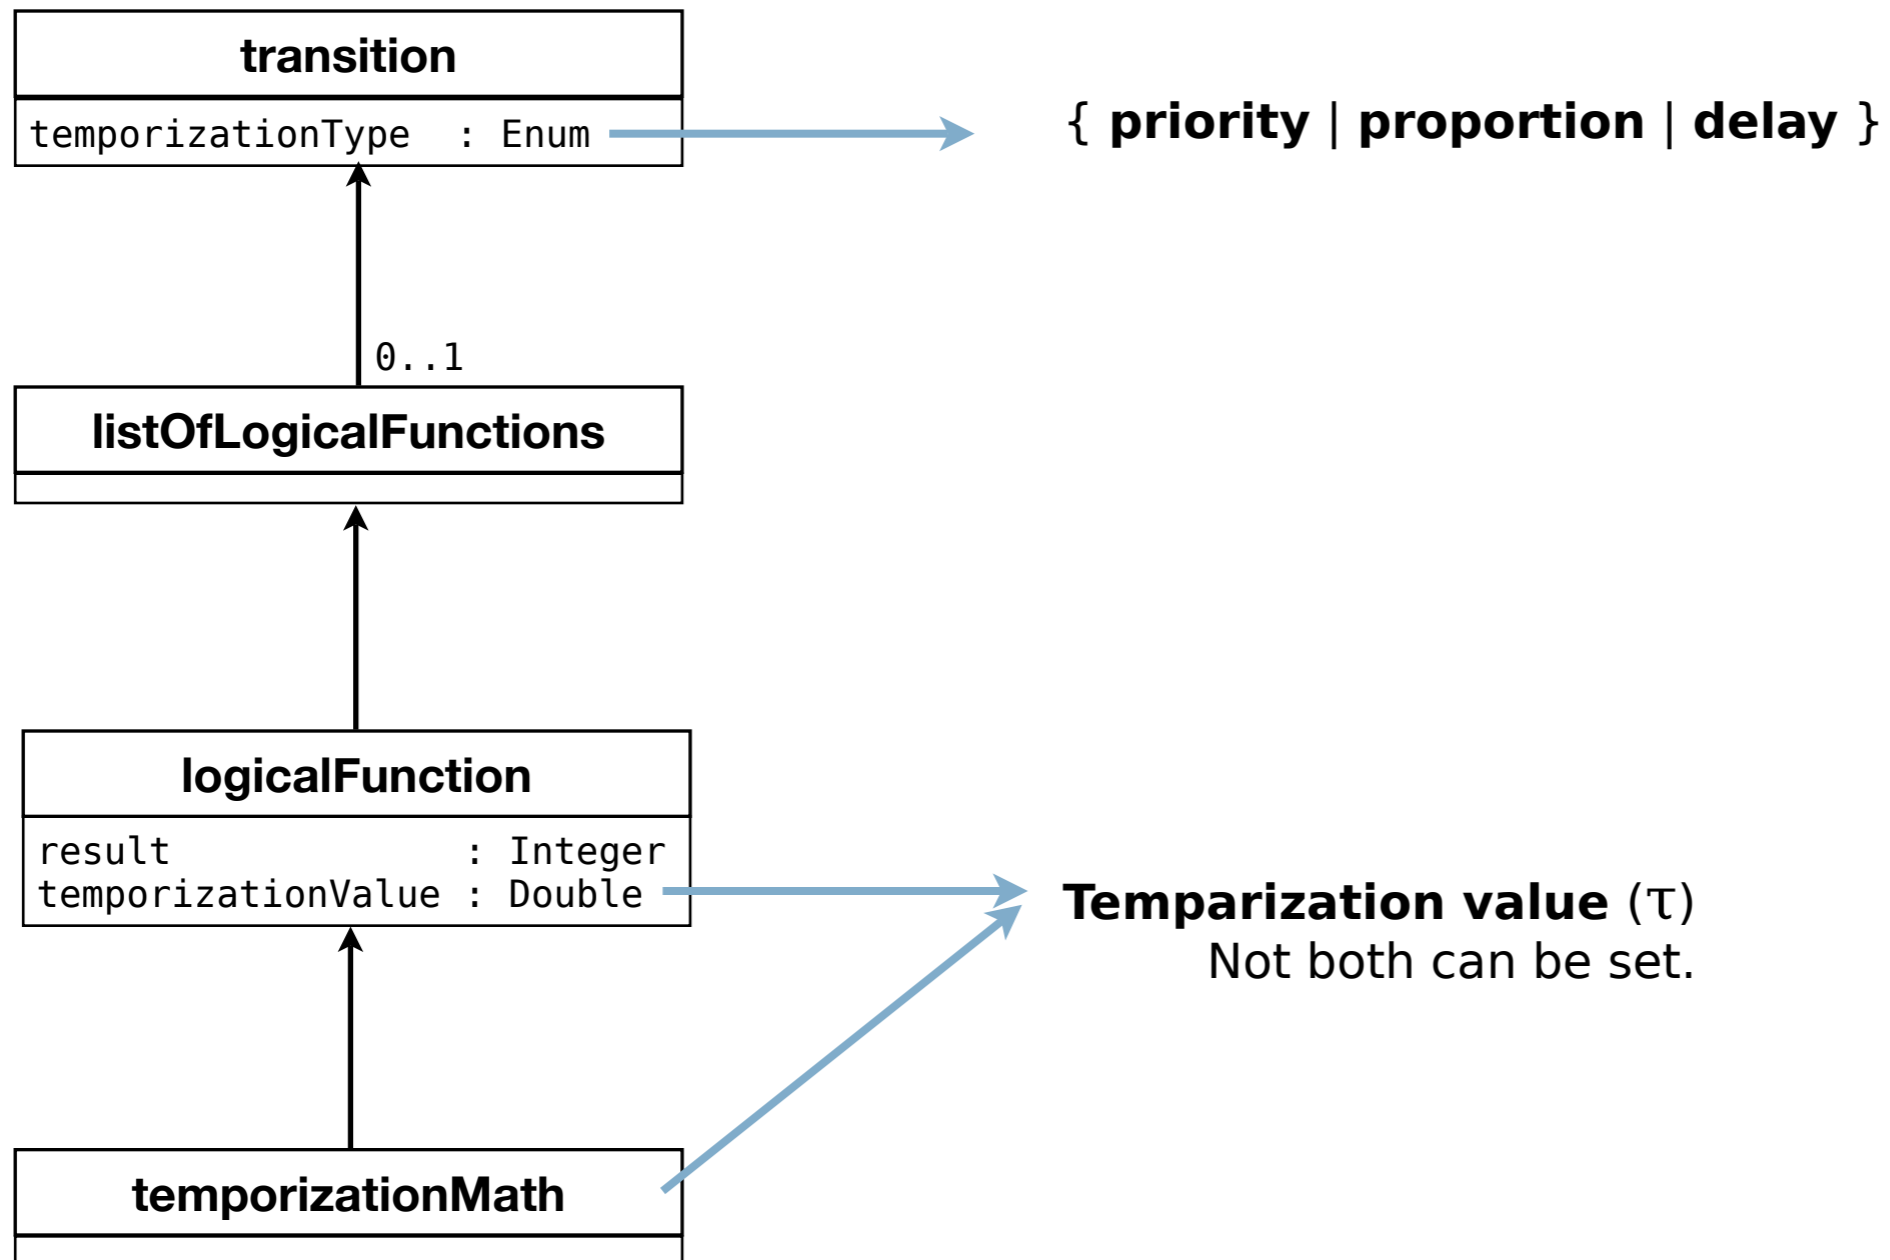 transition
temporizationType : Enum
{ priority | proportion | delay }
0..1
listOfLogicalFunctions
logicalFunction
result : Integer
temporizationValue : Double
Temparization value (τ)
Not both can be set.
temporizationMath